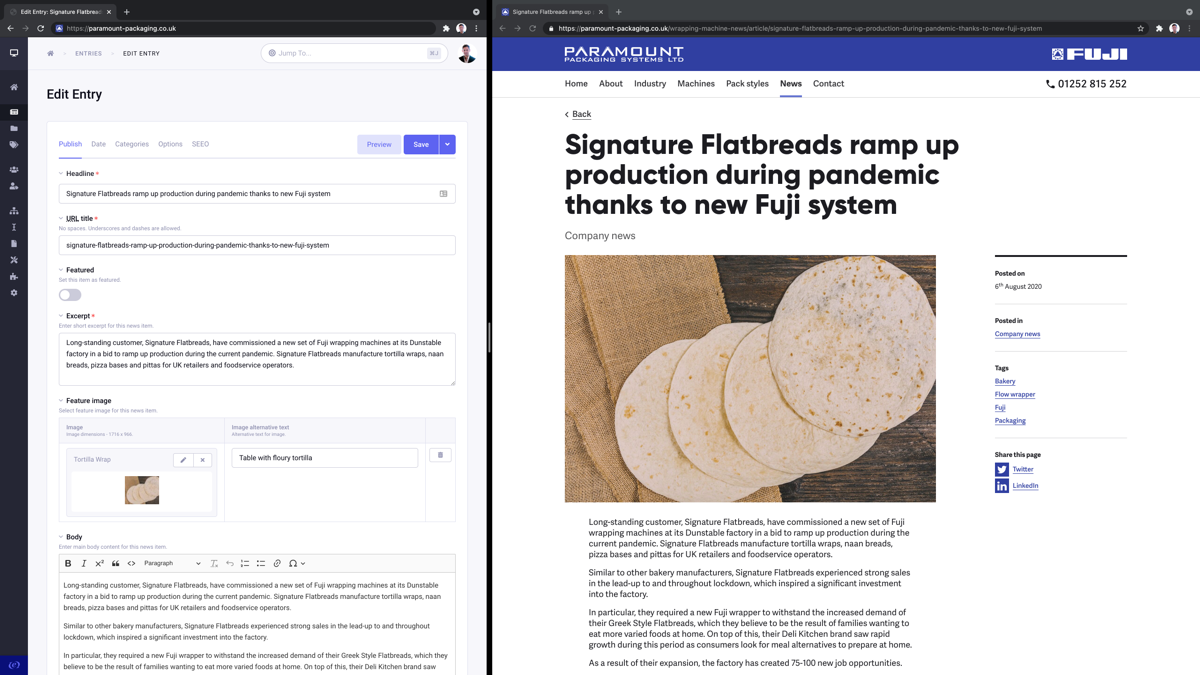 Edit Entry: Signature Flatbread
https://paramount-packaging.co.uk
ENTRIES
EDIT ENTRY
Jump To...
⌘J
Edit Entry
Publish
Date
Categories
Options
SEEO
Preview
Save
Headline*
Signature Flatbreads ramp up production during pandemic thanks to new Fuji system
URL title*
No spaces. Underscores and dashes are allowed.
signature-flatbreads-ramp-up-production-during-pandemic-thanks-to-new-fuji-system
Featured
Set this item as featured.
Excerpt*
Enter short excerpt for this news item.
Long-standing customer, Signature Flatbreads, have commissioned a new set of Fuji wrapping machines at its Dunstable
factory in a bid to ramp up production during the current pandemic. Signature Flatbreads manufacture tortilla wraps, naan
breads, pizza bases and pittas for UK retailers and foodservice operators.
Feature image
Select feature image for this news item.
Image
Image dimensions - 1716 x 966
Image alternative text
Alternative text for image.
Tortilla Wrap
Table with floury tortilla
Body
Enter main body content for this news item.
Paragraph
Long-standing customer, Signature Flatbreads, have commissioned a new set of Fuji wrapping machines at its Dunstable
factory in a bid to ramp up production during the current pandemic. Signature Flatbreads manufacture tortilla wraps, naan
breads, pizza bases and pittas for UK retailers and foodservice operators.
Similar to other bakery manufacturers, Signature Flatbreads experienced strong sales in the lead-up to and throughout
lockdown, which inspired a significant investment into the factory.
In particular, they required a new Fuji wrapper to withstand the increased demand of their Greek Style Flatbreads, which they
believe to be the result of families wanting to eat more varied foods at home. On top of this, their Deli Kitchen brand saw
Signature Flatbreads ramp up
https://paramount-packaging.co.uk/wrapping-machine-news/article/signature-flatbreads-ramp-up-production-during-pandemic-thanks-to-new-fuji-system
PARAMOUNT
PACKAGING SYSTEMS LTD
FUJI
Home
About
Industry
Machines
Pack styles
News
Contact
01252 815 252
Back
Signature Flatbreads ramp up
production during pandemic
thanks to new Fuji system
Company news
Posted on
6th August 2020
Posted in
Company news
Tags
Bakery
Flow wrapper
Fuji
Packaging
Share this page
Twitter
LinkedIn
Long-standing customer, Signature Flatbreads, have commissioned a new set of Fuji
wrapping machines at its Dunstable factory in a bid to ramp up production during the
current pandemic. Signature Flatbreads manufacture tortilla wraps, naan breads,
pizza bases and pittas for UK retailers and foodservice operators.
Similar to other bakery manufacturers, Signature Flatbreads experienced strong sales
in the lead-up to and throughout lockdown, which inspired a significant investment
into the factory.
In particular, they required a new Fuji wrapper to withstand the increased demand of
their Greek Style Flatbreads, which they believe to be the result of families wanting to
eat more varied foods at home. On top of this, their Deli Kitchen brand saw rapid
growth during this period as consumers look for meal alternatives to prepare at home.
As a result of their expansion, the factory has created 75-100 new job opportunities.